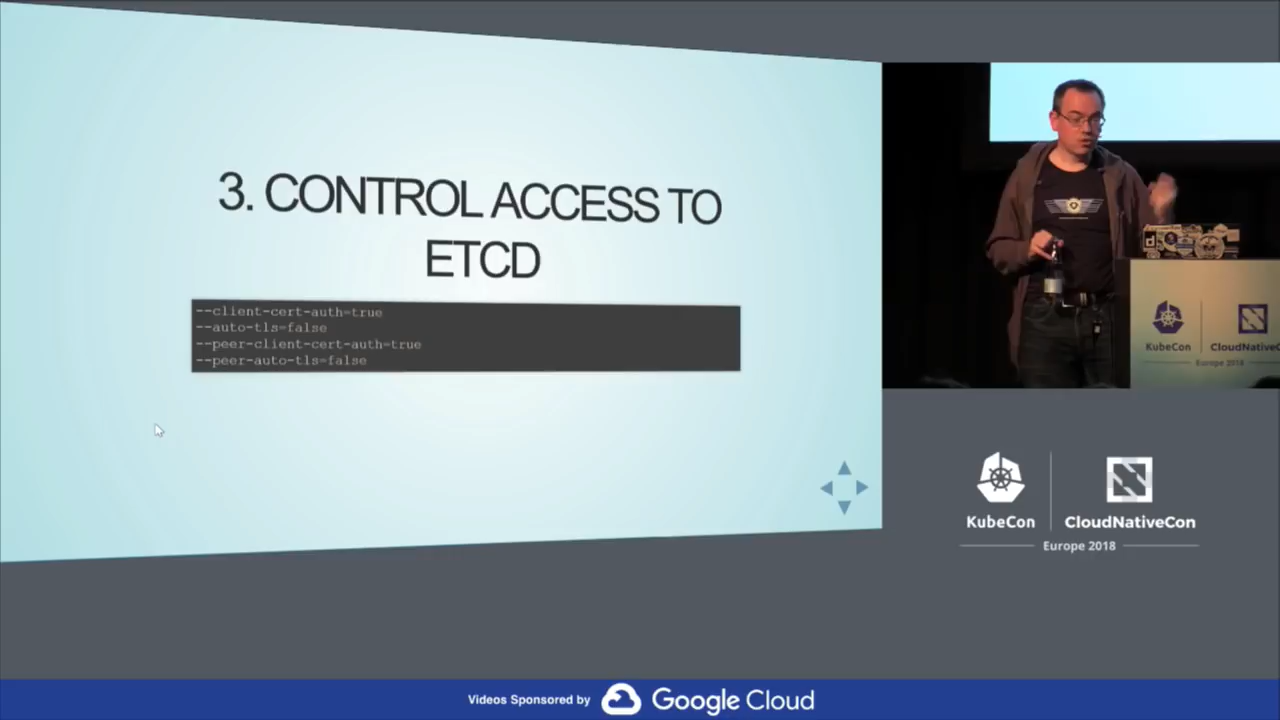 3. CONTROL ACCESS TO
ETCD
--client-cert-auth=true
--auto-tls=false
--peer-client-cert-auth=true
--peer-auto-tls=false
KubeCon
CloudNativeCon
Europe 2018
KubeCon
CloudNativeCon
Europe 2018
Videos Sponsored by
Google Cloud